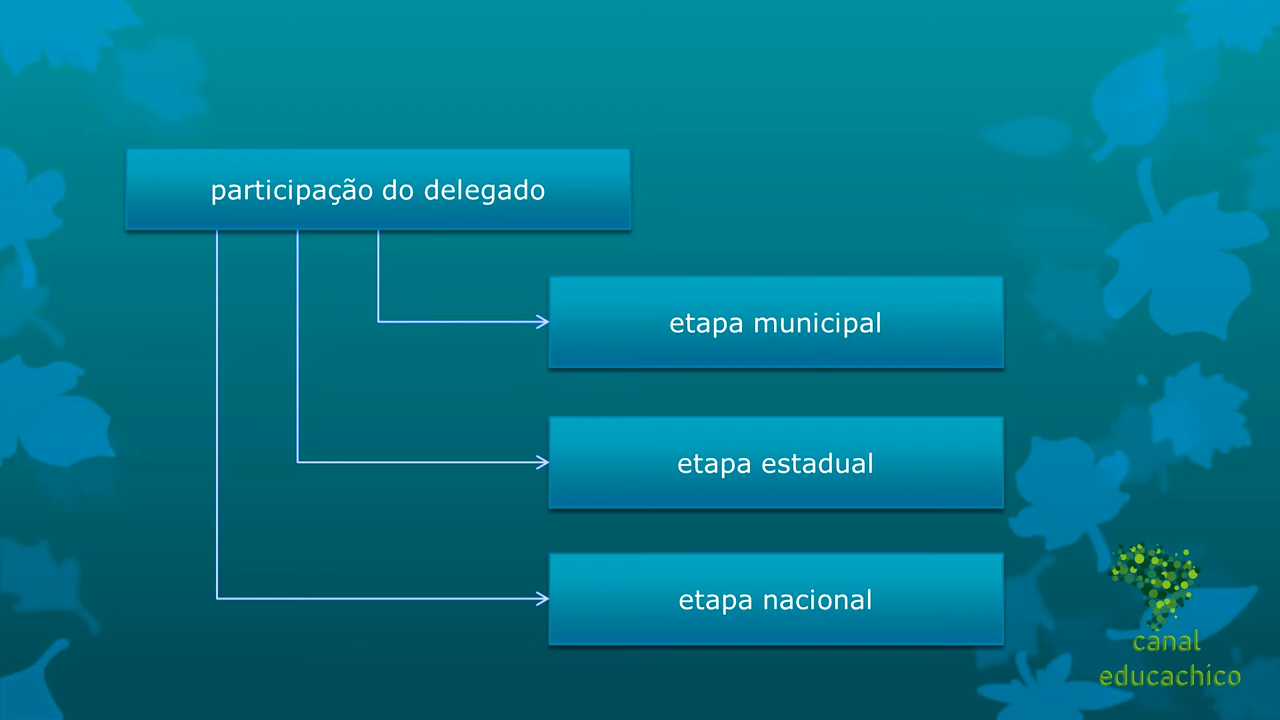 participação do delegado
etapa municipal
etapa estadual
etapa nacional
canal
educachico